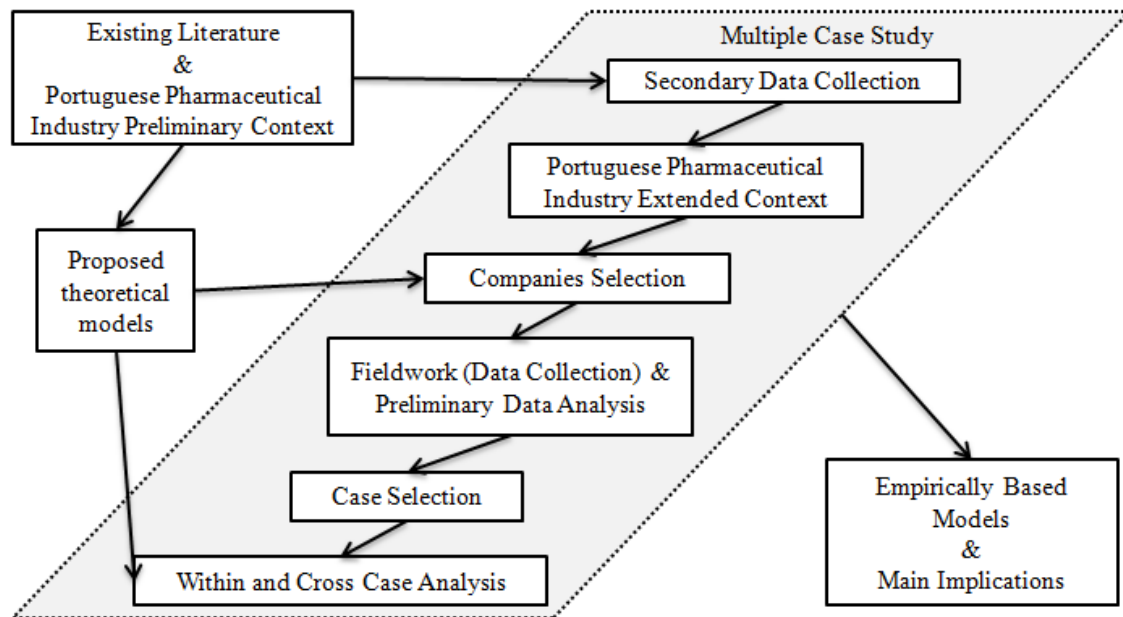 Existing Literature
&
Portuguese Pharmaceutical
Industry Preliminary Context
Multiple Case Study
Secondary Data Collection
Portuguese Pharmaceutical
Industry Extended Context
Proposed
theoretical
models
Companies Selection
Fieldwork (Data Collection) &
Preliminary Data Analysis
Case Selection
Within and Cross Case Analysis
Empirically Based
Models
&
Main Implications